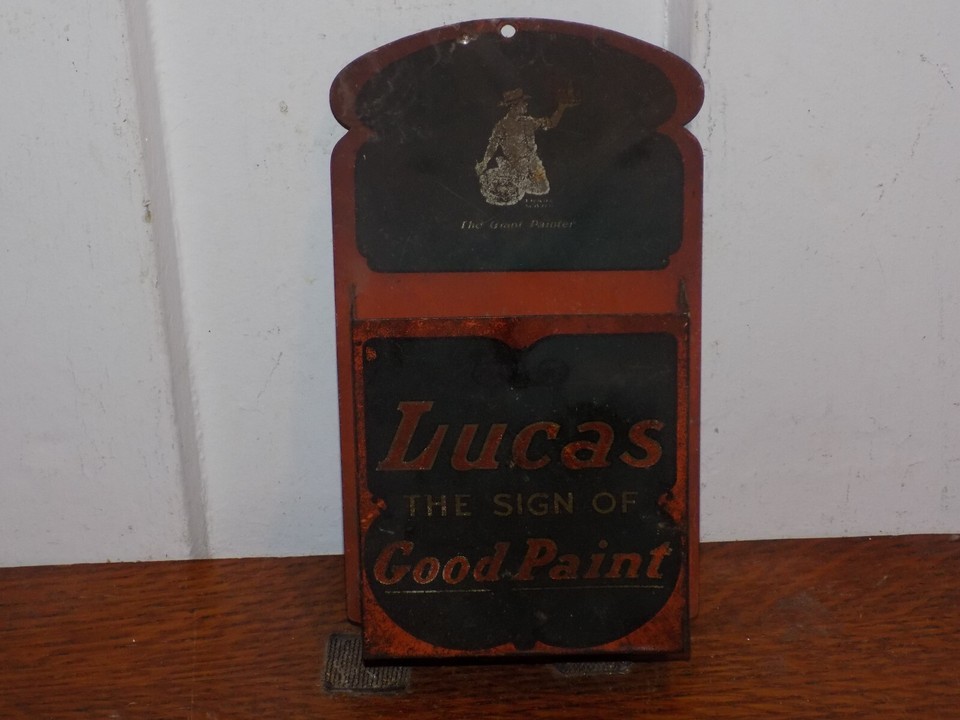 The Giant Painter
Lucas
THE SIGN OF
Good Paint